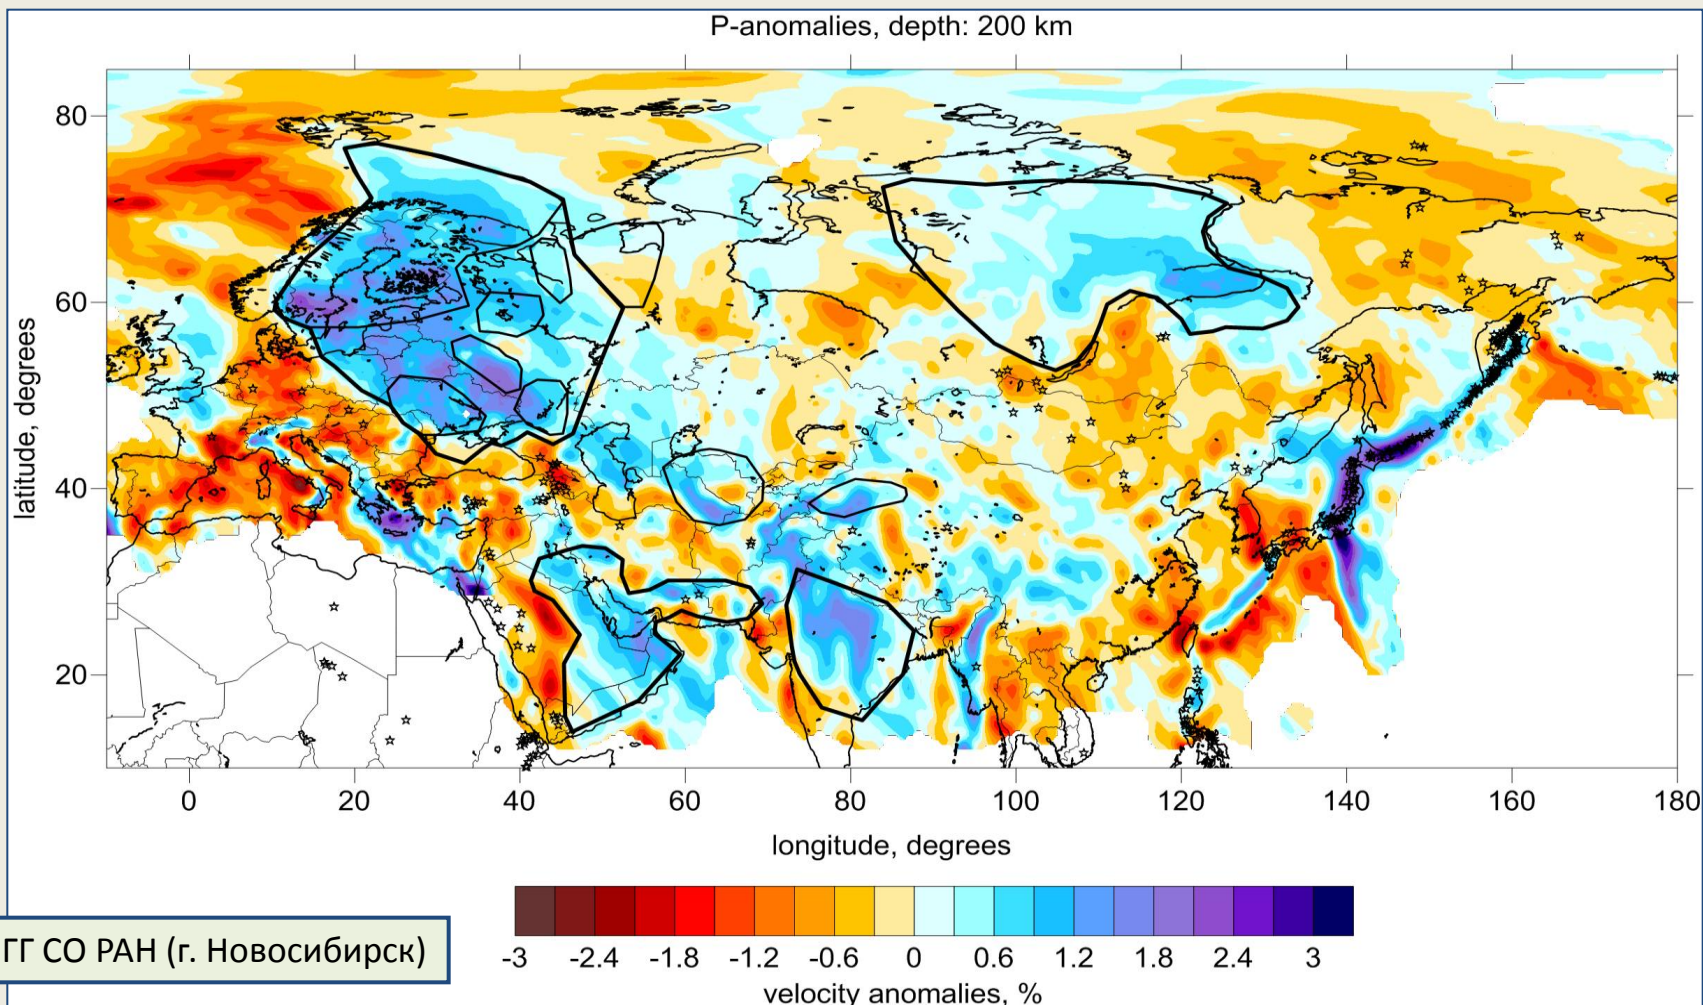 P-anomalies, depth: 200 km
80
60
40
20
latitude, degrees
0 20 40 60 80 100 120 140 160 180
longitude, degrees
-3 -2.4 -1.8 -1.2 -0.6 0 0.6 1.2 1.8 2.4 3
velocity anomalies, %
ГГ СО РАН (г. Новосибирск)